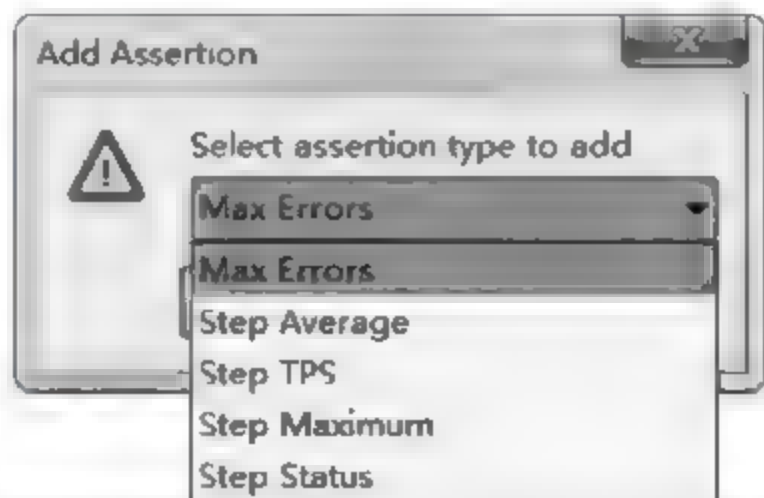 Add Assertion
Select assertion type to add
Max Errors
Max Errors
Step Average
Step TPS
Step Maximum
Step Status